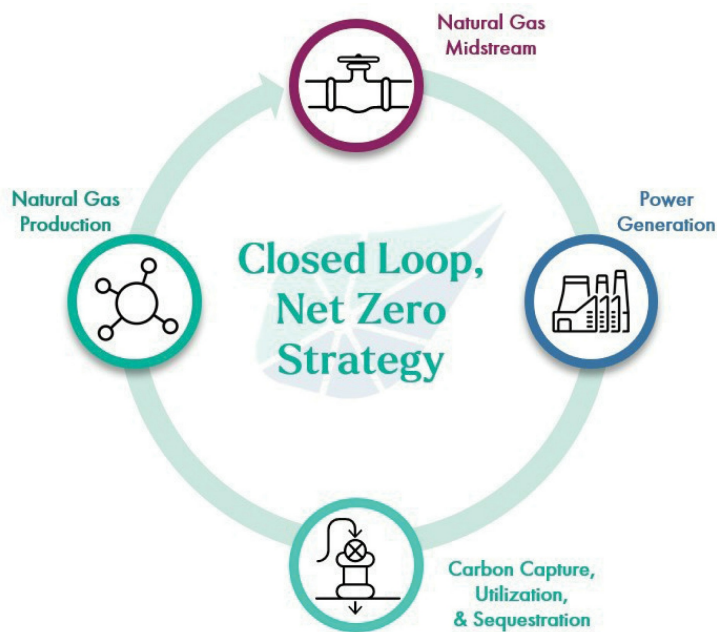 Natural Gas
Midstream
Natural Gas
Production
Power
Generation
Closed Loop,
Net Zero
Strategy
Carbon Capture,
Utilization,
& Sequestration